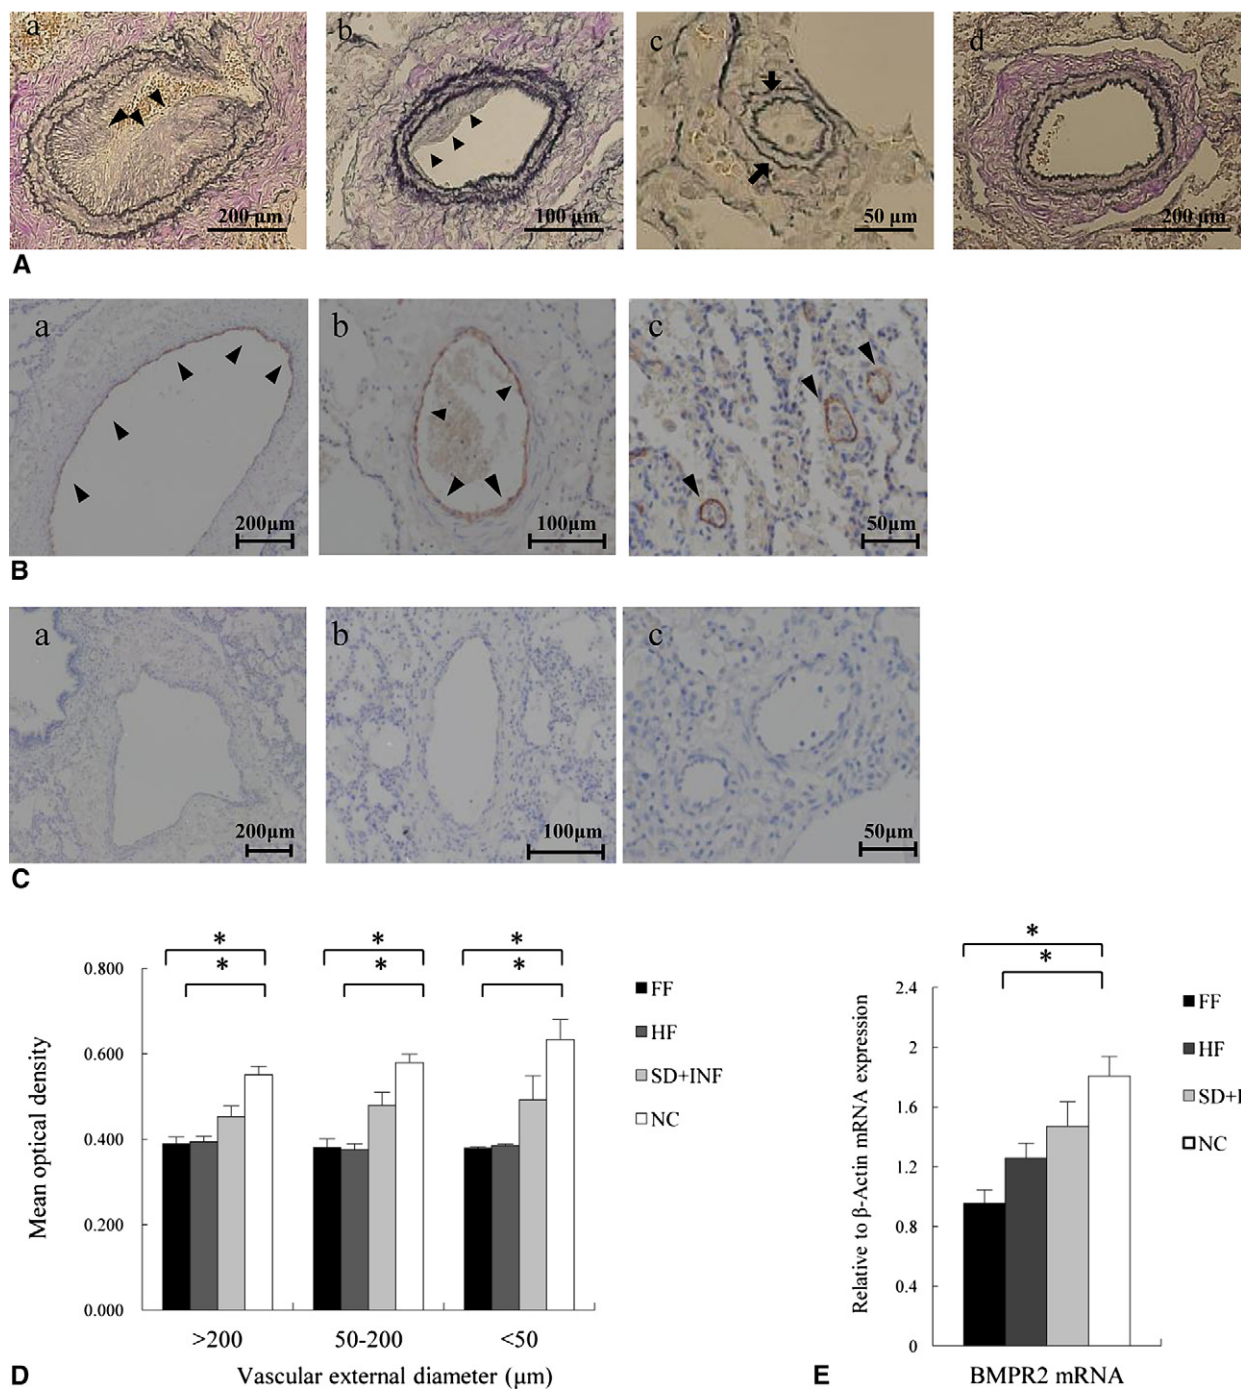 a b c d
200 μm 100 μm 50 μm 200 μm
A
a b c
200μm 100μm 50μm
B
a b c
200μm 100μm 50μm
C
* * *
* * *
0.800
0.600
0.400
0.200
0.000
Mean optical density
FF
HF
SD+INF
NC
>200 50-200 <50
Vascular external diameter (μm)
D
*
*
2.4
2
1.6
1.2
0.8
0.4
0
Relative to β-Actin mRNA expression
FF
HF
SD+I
NC
BMPR2 mRNA
E